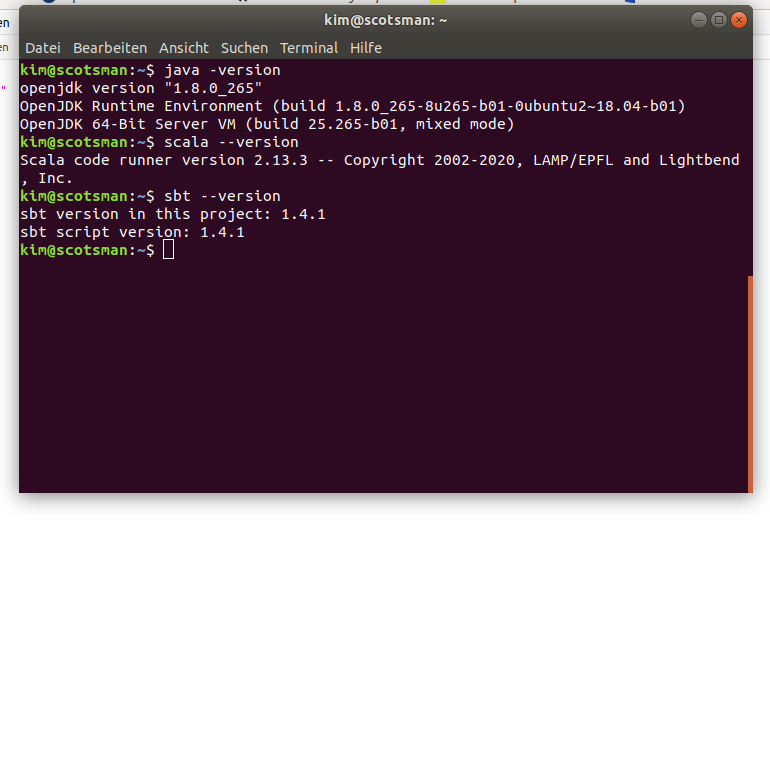 kim@scotsman: ~
en
Datei Bearbeiten Ansicht Suchen Terminal Hilfe
en
kim@scotsman:~$ java -version
openjdk version "1.8.0_265"
"
OpenJDK Runtime Environment (build 1.8.0_265-8u265-b01-0ubuntu2~18.04-b01)
OpenJDK 64-Bit Server VM (build 25.265-b01, mixed mode)
kim@scotsman:~$ scala --version
Scala code runner version 2.13.3 -- Copyright 2002-2020, LAMP/EPFL and Lightbend
, Inc.
kim@scotsman:~$ sbt --version
sbt version in this project: 1.4.1
sbt script version: 1.4.1
kim@scotsman:~$